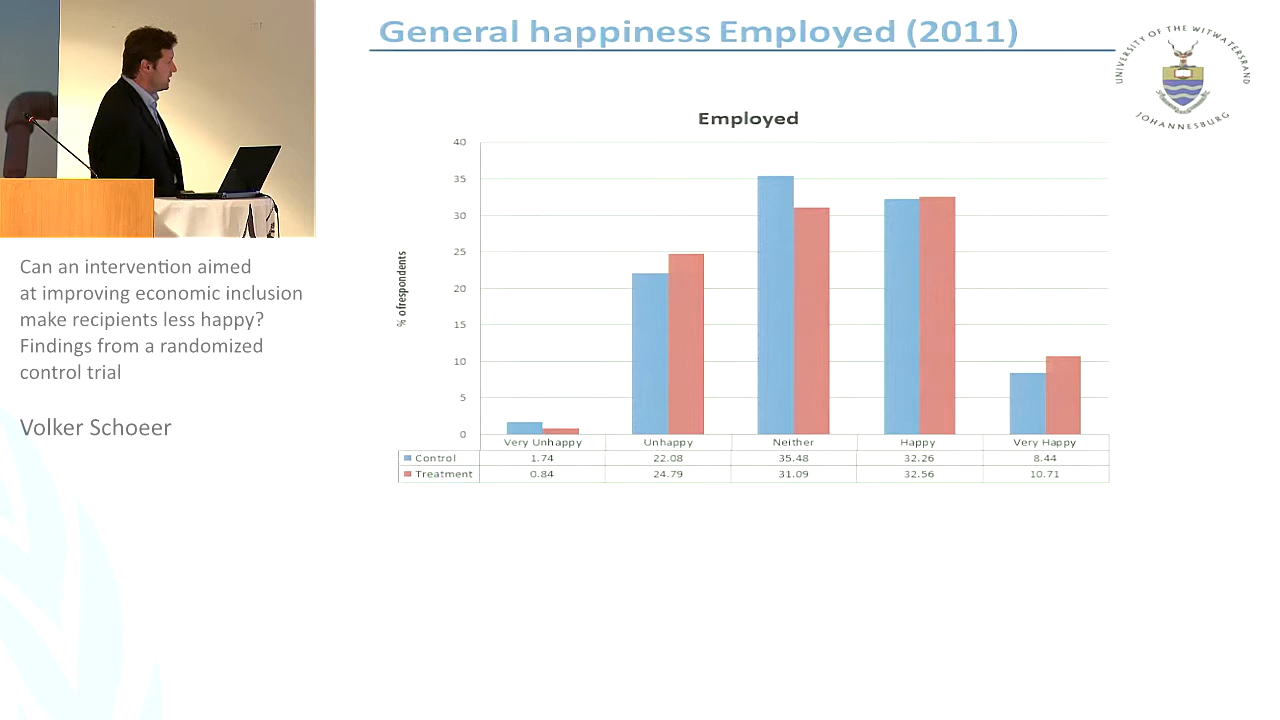 General happiness Employed (2011)
UNIVERSITY OF THE WITWATERSRAND
JOHANNESBURG
Can an intervention aimed
at improving economic inclusion
make recipients less happy?
Findings from a randomized
control trial
Volker Schoeer
Employed
40
35
30
25
20
15
10
5
0
% of respondents
Very Unhappy Unhappy Neither Happy Very Happy
Control 1.74 22.08 35.48 32.26 8.44
Treatment 0.84 24.79 31.09 32.56 10.71